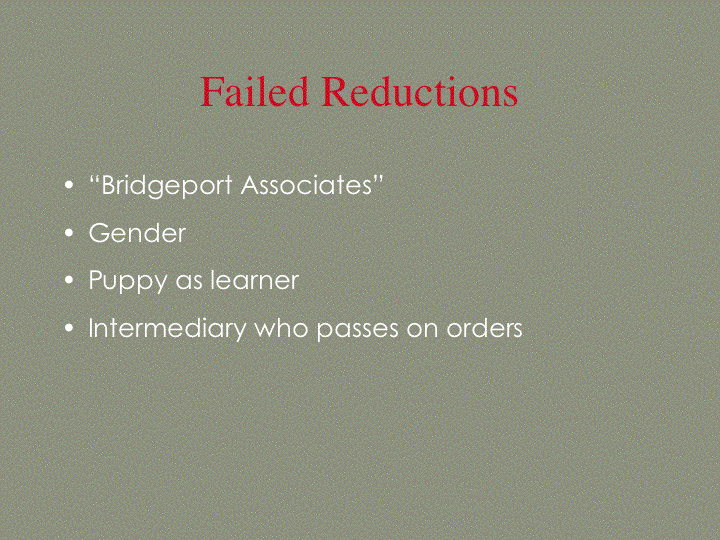 Failed Reductions
• “Bridgeport Associates”
• Gender
• Puppy as learner
• Intermediary who passes on orders